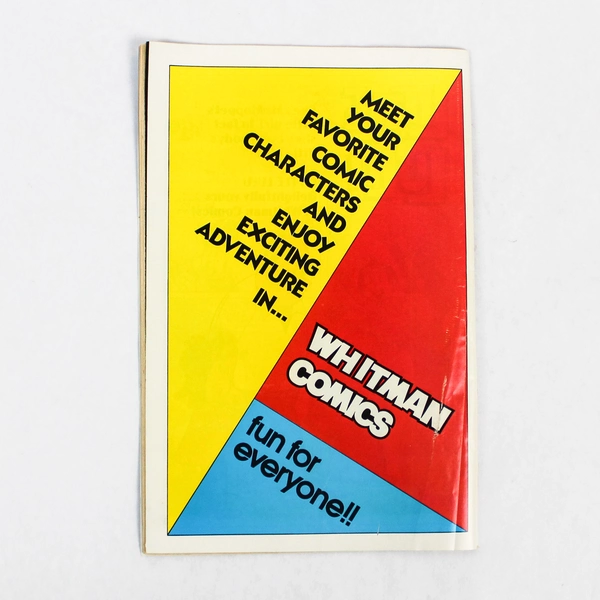 MEET
YOUR
FAVORITE
COMIC
CHARACTERS
AND
ENJOY
EXCITING
ADVENTURE
IN...
WHITMAN
COMICS
fun for
everyone!!